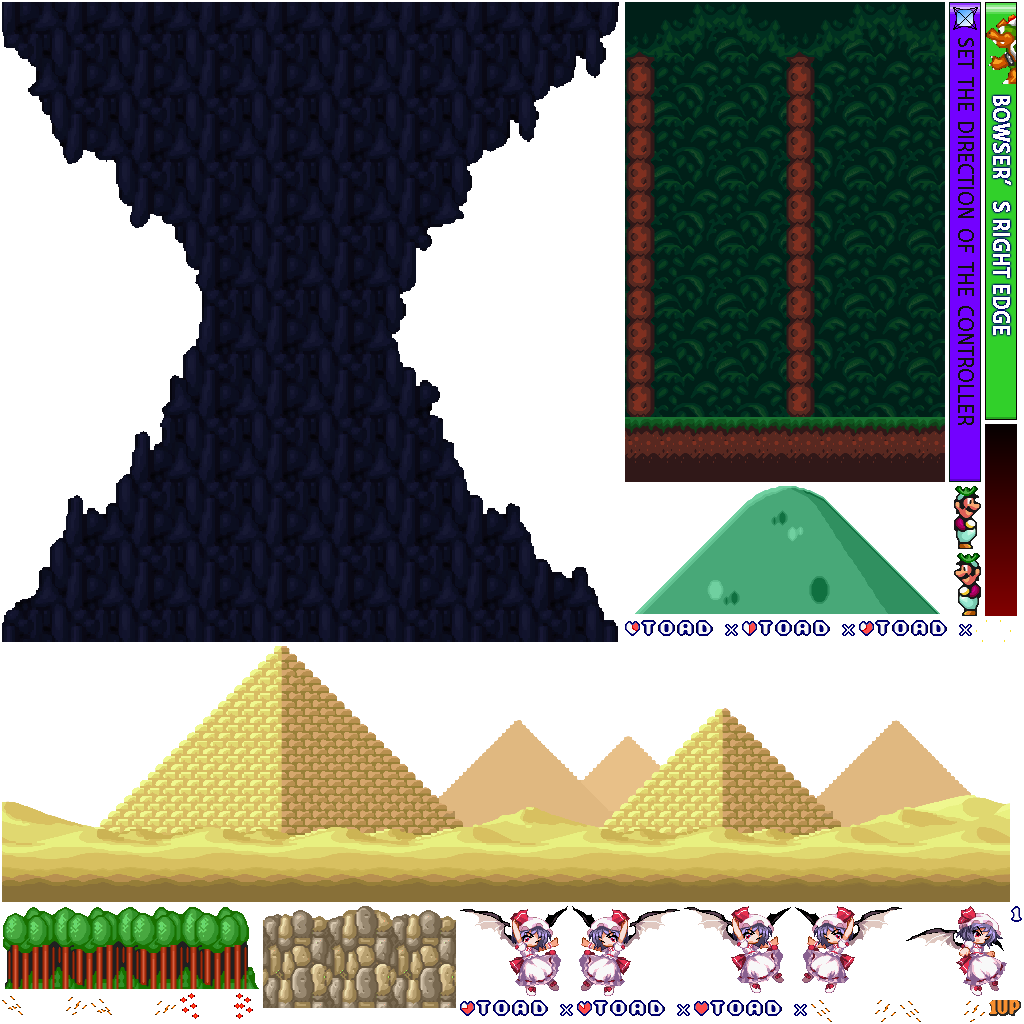 SET THE DIRECTION OF THE CONTROLLER
BOWSER' S RIGHT EDGE
TOAD × TOAD × TOAD ×
1
TOAD × TOAD × TOAD ×
1UP